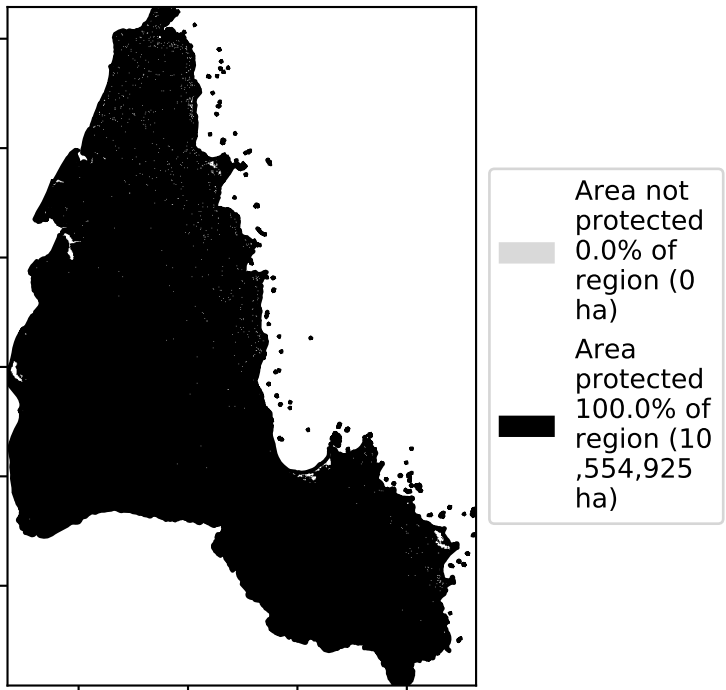 Area not
protected
0.0% of
region (0
ha)
Area
protected
100.0% of
region (10
,554,925
ha)